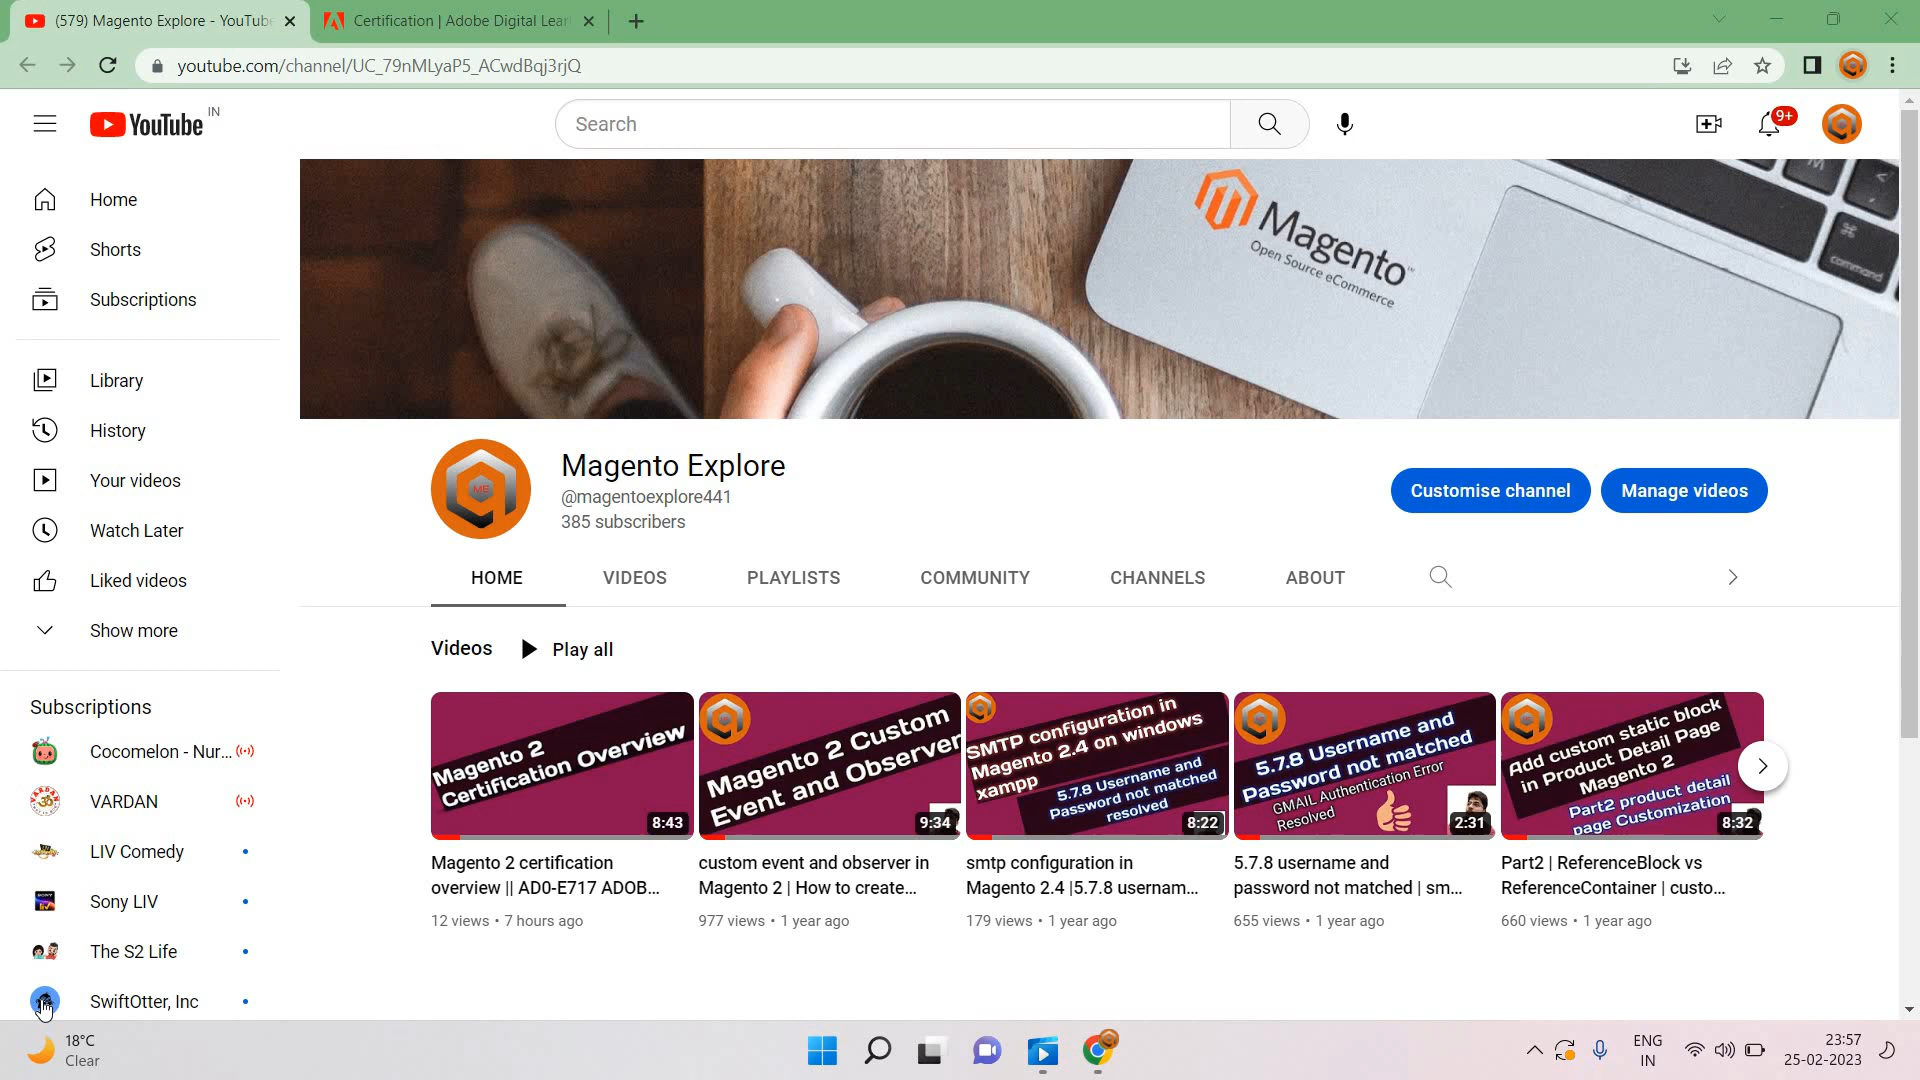 (579) Magento Explore - YouTube
Certification | Adobe Digital Lear
youtube.com/channel/UC_79nMLyaP5_ACwdBqj3rjQ
YouTube IN
Search
9+
Home
Shorts
Subscriptions
Library
History
Your videos
Watch Later
Liked videos
Show more
Subscriptions
Cocomelon - Nur...
VARDAN
LIV Comedy
Sony LIV
The S2 Life
SwiftOtter, Inc
Magento
Open Source eCommerce
command
Magento Explore
@magentoexplore441
385 subscribers
Customise channel
Manage videos
HOME
VIDEOS
PLAYLISTS
COMMUNITY
CHANNELS
ABOUT
Videos
Play all
Magento 2
Certification Overview
8:43
Magento 2 certification
overview || AD0-E717 ADOB...
12 views • 7 hours ago
Magento 2 Custom
Event and Observer
9:34
custom event and observer in
Magento 2 | How to create...
977 views • 1 year ago
SMTP configuration in
Magento 2.4 on windows
xampp
5.7.8 Username and
Password not matched
resolved
8:22
smtp configuration in
Magento 2.4 |5.7.8 usernam...
179 views • 1 year ago
5.7.8 Username and
Password not matched
GMAIL Authentication Error
Resolved
2:31
5.7.8 username and
password not matched | sm...
655 views • 1 year ago
Add custom static block
in Product Detail Page
Magento 2
Part2 product detail
page Customization
8:32
Part2 | ReferenceBlock vs
ReferenceContainer | custo...
660 views • 1 year ago
18°C
Clear
ENG
IN
23:57
25-02-2023